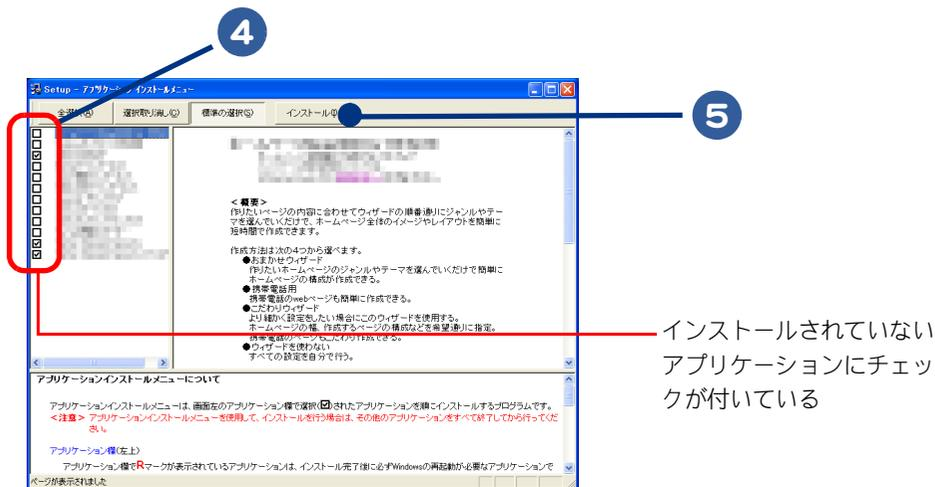 4
Setup - アプリケーションインストールメニュー
全選択(A) 選択取り消し(C) 標準の選択(S) インストール(I)
5
<概要>
作りたいページの内容に合わせてウィザードの順番通りにジャンルやテー
マを選んでいくだけで、ホームページ全体のイメージやレイアウトを簡単に
短時間で作成できます。
作成方法は次の4つから選べます。
●おまかせウィザード
作りたいホームページのジャンルやテーマを選んでいくだけで簡単に
ホームページの構成が作成できる。
●携帯電話用
携帯電話のwebページも簡単に作成できる。
●こだわりウィザード
より細かく設定をしたい場合にこのウィザードを使用する。
ホームページの幅、作成するページの構成などを希望通りに指定。
携帯電話のページもこだわり作成できる。
●ウィザードを使わない
すべての設定を自分で行う。
インストールされていない
アプリケーションにチェッ
クが付いている
アプリケーションインストールメニューについて
アプリケーションインストールメニューは、画面左のアプリケーション欄で選択(☑)されたアプリケーションを順にインストールするプログラムです。
<注意> アプリケーションインストールメニューを使用して、インストールを行う場合は、その他のアプリケーションをすべて終了してから行ってくだ
さい。
アプリケーション欄(左上)
アプリケーション欄でRマークが表示されているアプリケーションは、インストール完了後に必ずWindowsの再起動が必要なアプリケーションで
ページが表示されました